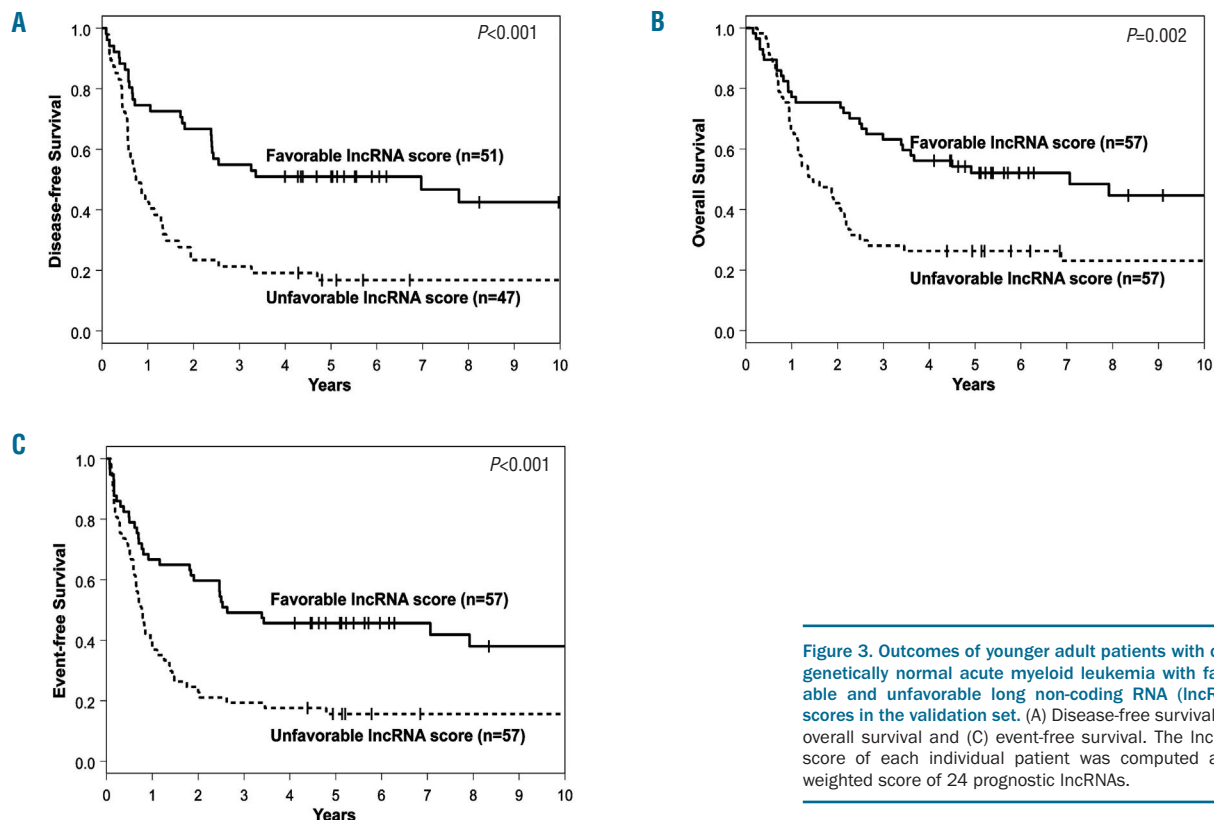 A
P<0.001
Disease-free Survival
1.0
0.8
0.6
0.4
0.2
0.0
Favorable lncRNA score (n=51)
Unfavorable lncRNA score (n=47)
0 1 2 3 4 5 6 7 8 9 10
Years
B
P=0.002
Overall Survival
1.0
0.8
0.6
0.4
0.2
0.0
Favorable lncRNA score (n=57)
Unfavorable lncRNA score (n=57)
0 1 2 3 4 5 6 7 8 9 10
Years
C
P<0.001
Event-free Survival
1.0
0.8
0.6
0.4
0.2
0.0
Favorable lncRNA score (n=57)
Unfavorable lncRNA score (n=57)
0 1 2 3 4 5 6 7 8 9 10
Years
Figure 3. Outcomes of younger adult patients with
genetically normal acute myeloid leukemia with
able and unfavorable long non-coding RNA
scores in the validation set. (A) Disease-free survival
overall survival and (C) event-free survival. The
score of each individual patient was computed
weighted score of 24 prognostic lncRNAs.